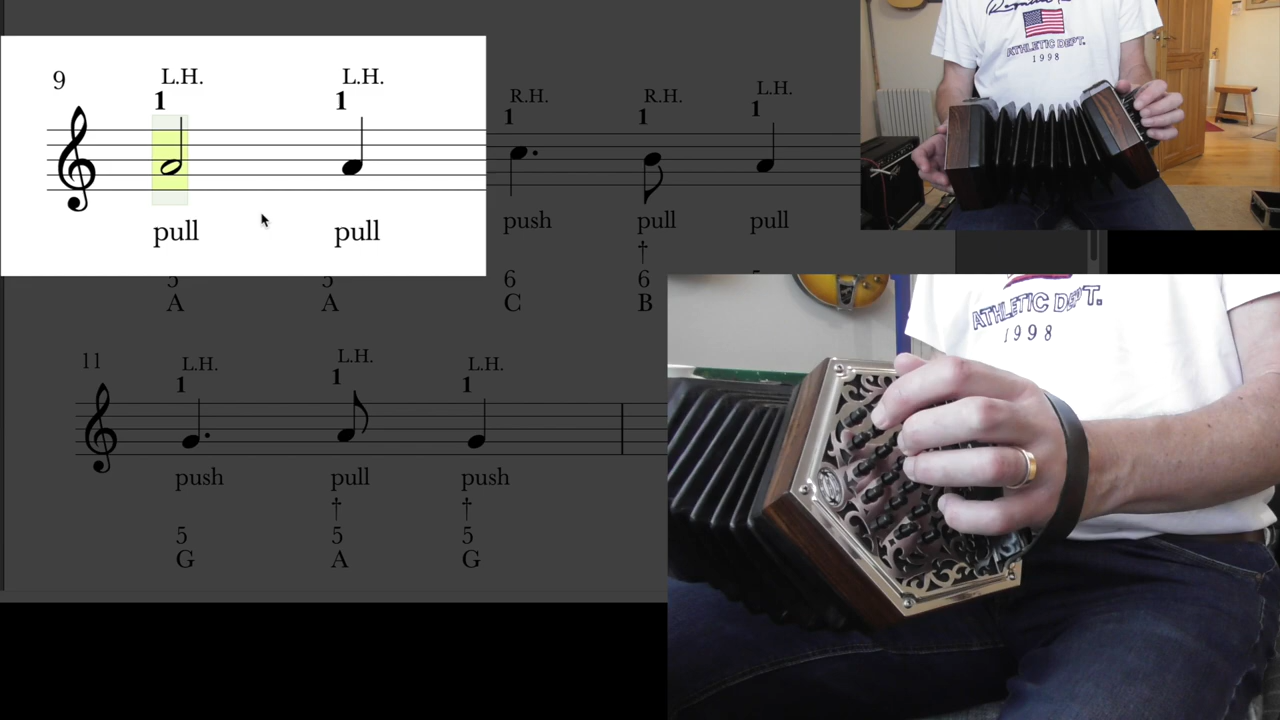 9
L.H.
L.H.
1
1
pull
pull
R.H.
R.H.
L.H.
1
1
1
push
pull
pull
†
5
5
6
6
A
A
C
B
11
L.H.
L.H.
L.H.
1
1
1
push
pull
push
†
†
5
5
5
G
A
G
ATHLETIC DEPT.
1998
ATHLETIC DEPT.
1998